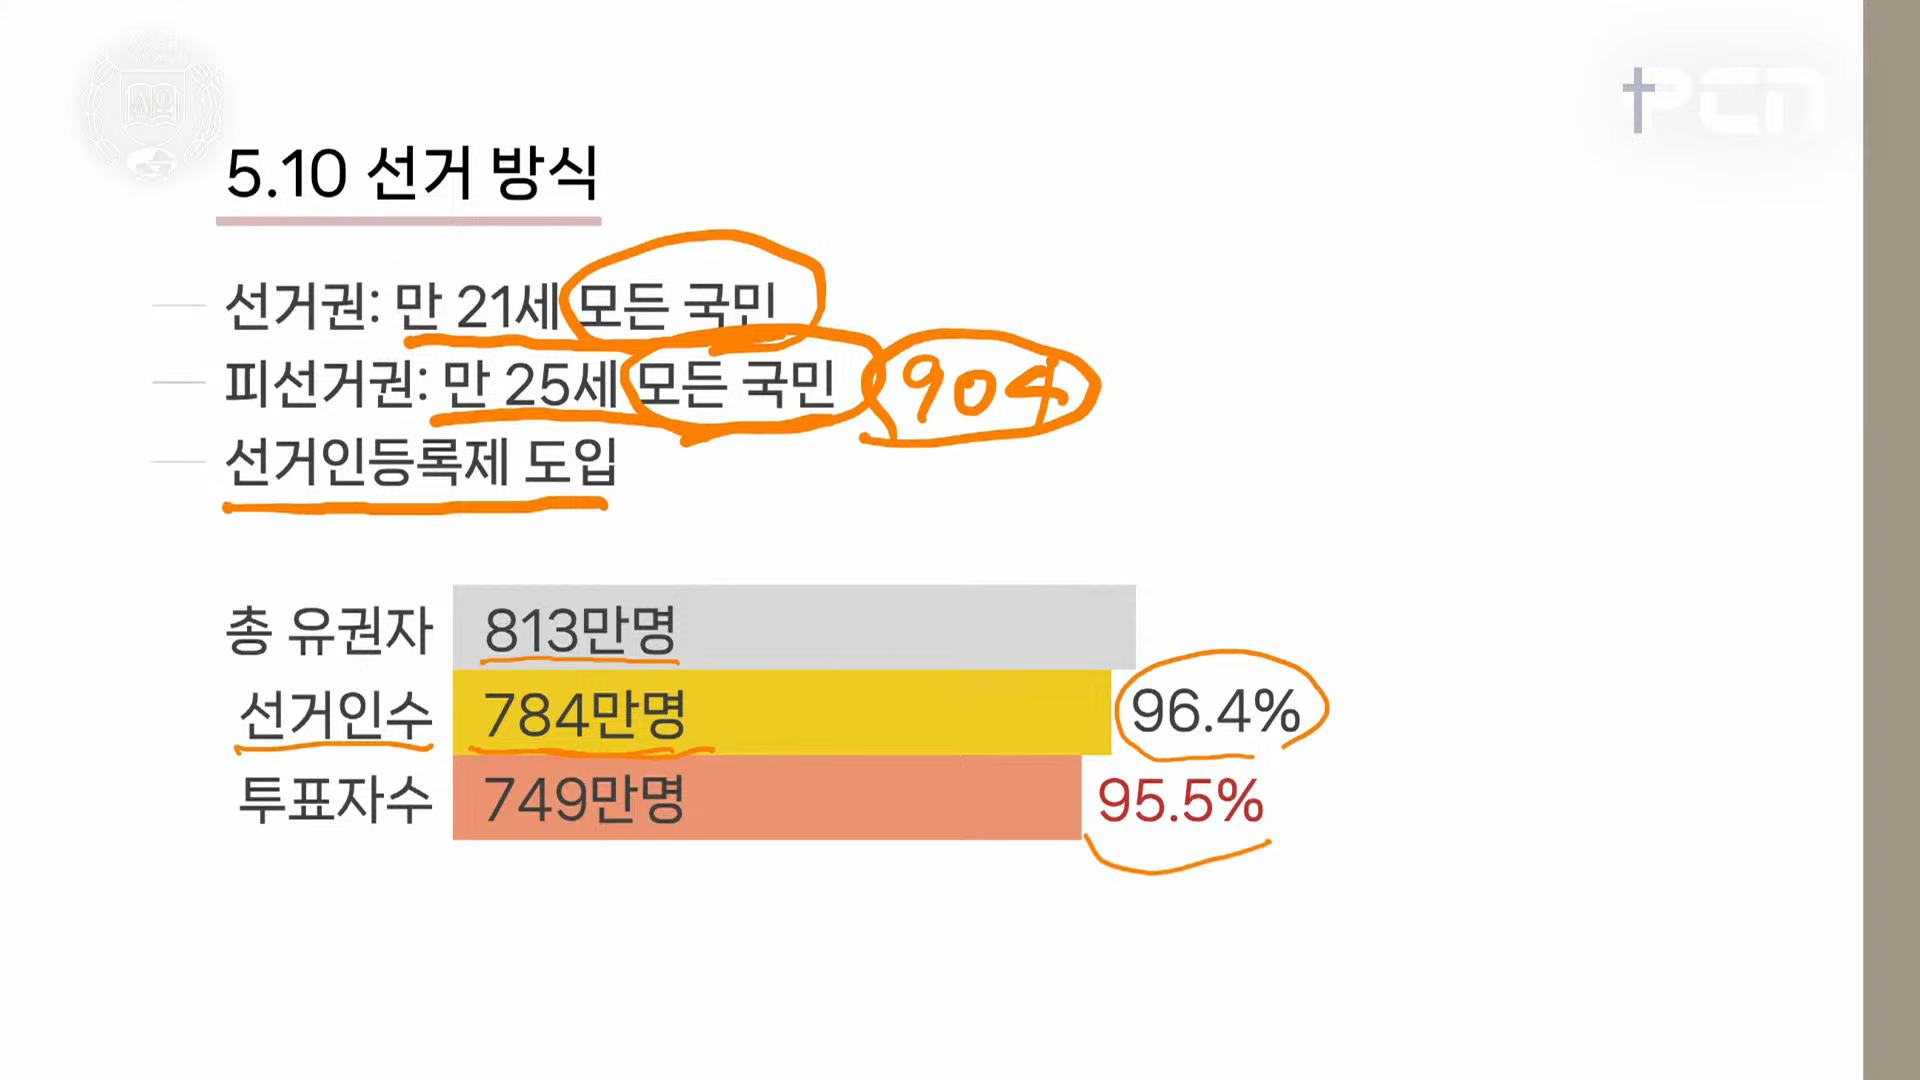 PCN
5.10 선거 방식
선거권: 만 21세 모든 국민
피선거권: 만 25세 모든 국민 904
선거인등록제 도입
총 유권자 813만명
선거인수 784만명 96.4%
투표자수 749만명 95.5%